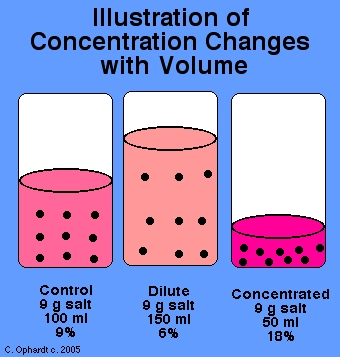 Illustration of
Concentration Changes
with Volume
Control
9 g salt
100 ml
9%
Dilute
9 g salt
150 ml
6%
Concentrated
9 g salt
50 ml
18%
C. Ophardt c. 2005